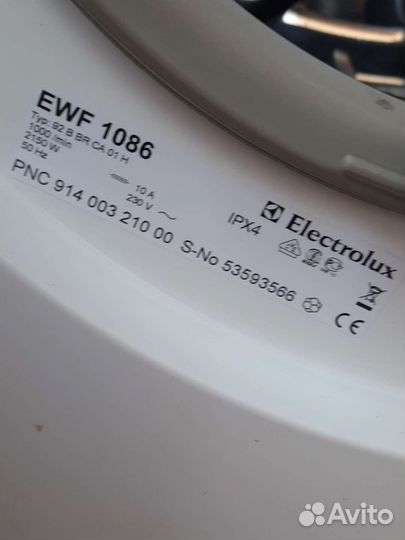 EWF 1086
Typ: 92 B BR CA 01 H
1000 /min
2150 W
50 Hz
10 A
230 V ~
IPX4
Electrolux
PNC 914 003 210 00 S-No 53593566
CE
Avito